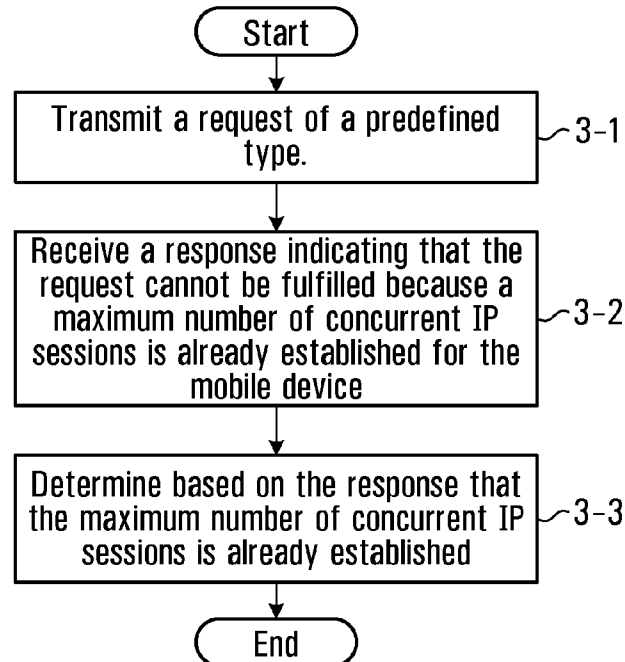 Start
Transmit a request of a predefined
type.
3-1
Receive a response indicating that the
request cannot be fulfilled because a
maximum number of concurrent IP
sessions is already established for the
mobile device
3-2
Determine based on the response that
the maximum number of concurrent IP
sessions is already established
3-3
End